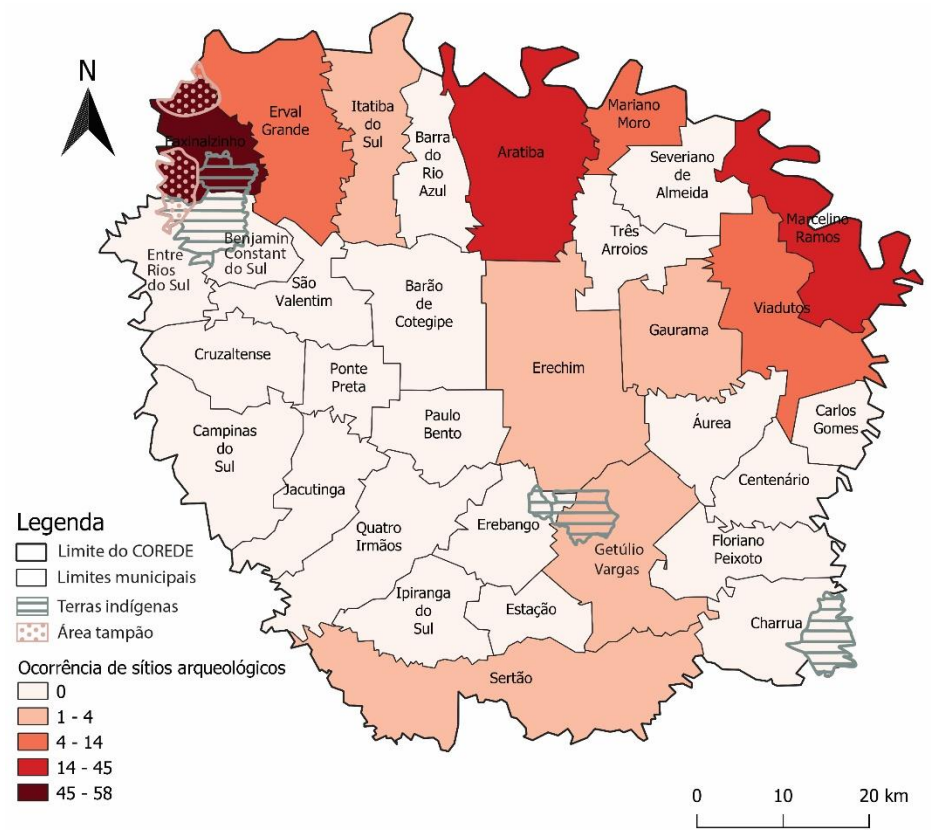 N
Erval
Grande
Itatiba
do
Sul
Barra
do
Rio
Azul
Aratiba
Mariano
Moro
Severiano
de
Almeida
Faxinalzinho
Três
Arroios
Marcelino
Ramos
Entre
Rios
do Sul
Benjamin
Constant
do Sul
São
Valentim
Barão
de
Cotegipe
Viadutos
Gaurama
Erechim
Cruzaltense
Ponte
Preta
Paulo
Bento
Áurea
Carlos
Gomes
Campinas
do
Sul
Jacutinga
Centenário
Quatro
Irmãos
Erebango
Getúlio
Vargas
Floriano
Peixoto
Ipiranga
do
Sul
Estação
Charrua
Sertão
Legenda
Limite do COREDE
Limites municipais
Terras indígenas
Área tampão
Ocorrência de sítios arqueológicos
0
1 - 4
4 - 14
14 - 45
45 - 58
0 10 20 km